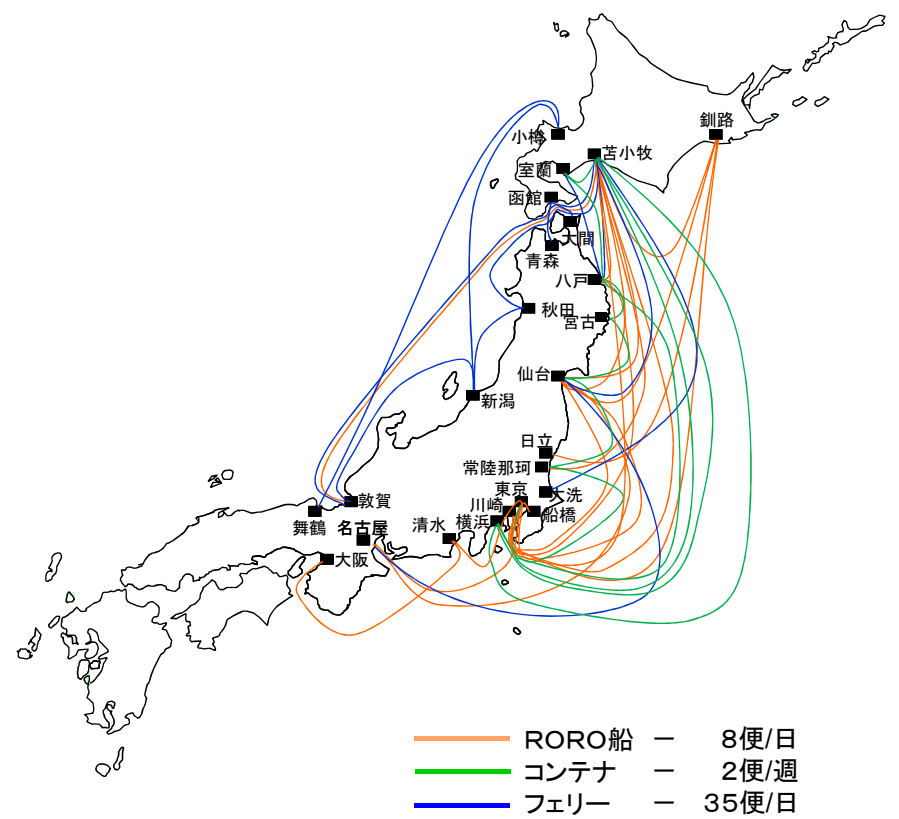 釧路
小樽
苫小牧
室蘭
函館
大間
青森
八戸
秋田
宮古
仙台
新潟
日立
常陸那珂
東京
大洗
敦賀
川崎
船橋
舞鶴
名古屋
清水
横浜
大阪
RORO船 － 8便/日
コンテナ － 2便/週
フェリー － 35便/日